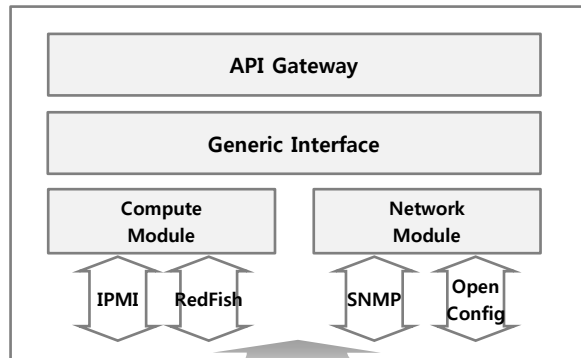 API Gateway
Generic Interface
Compute
Module
Network
Module
IPMI
RedFish
SNMP
Open
Config